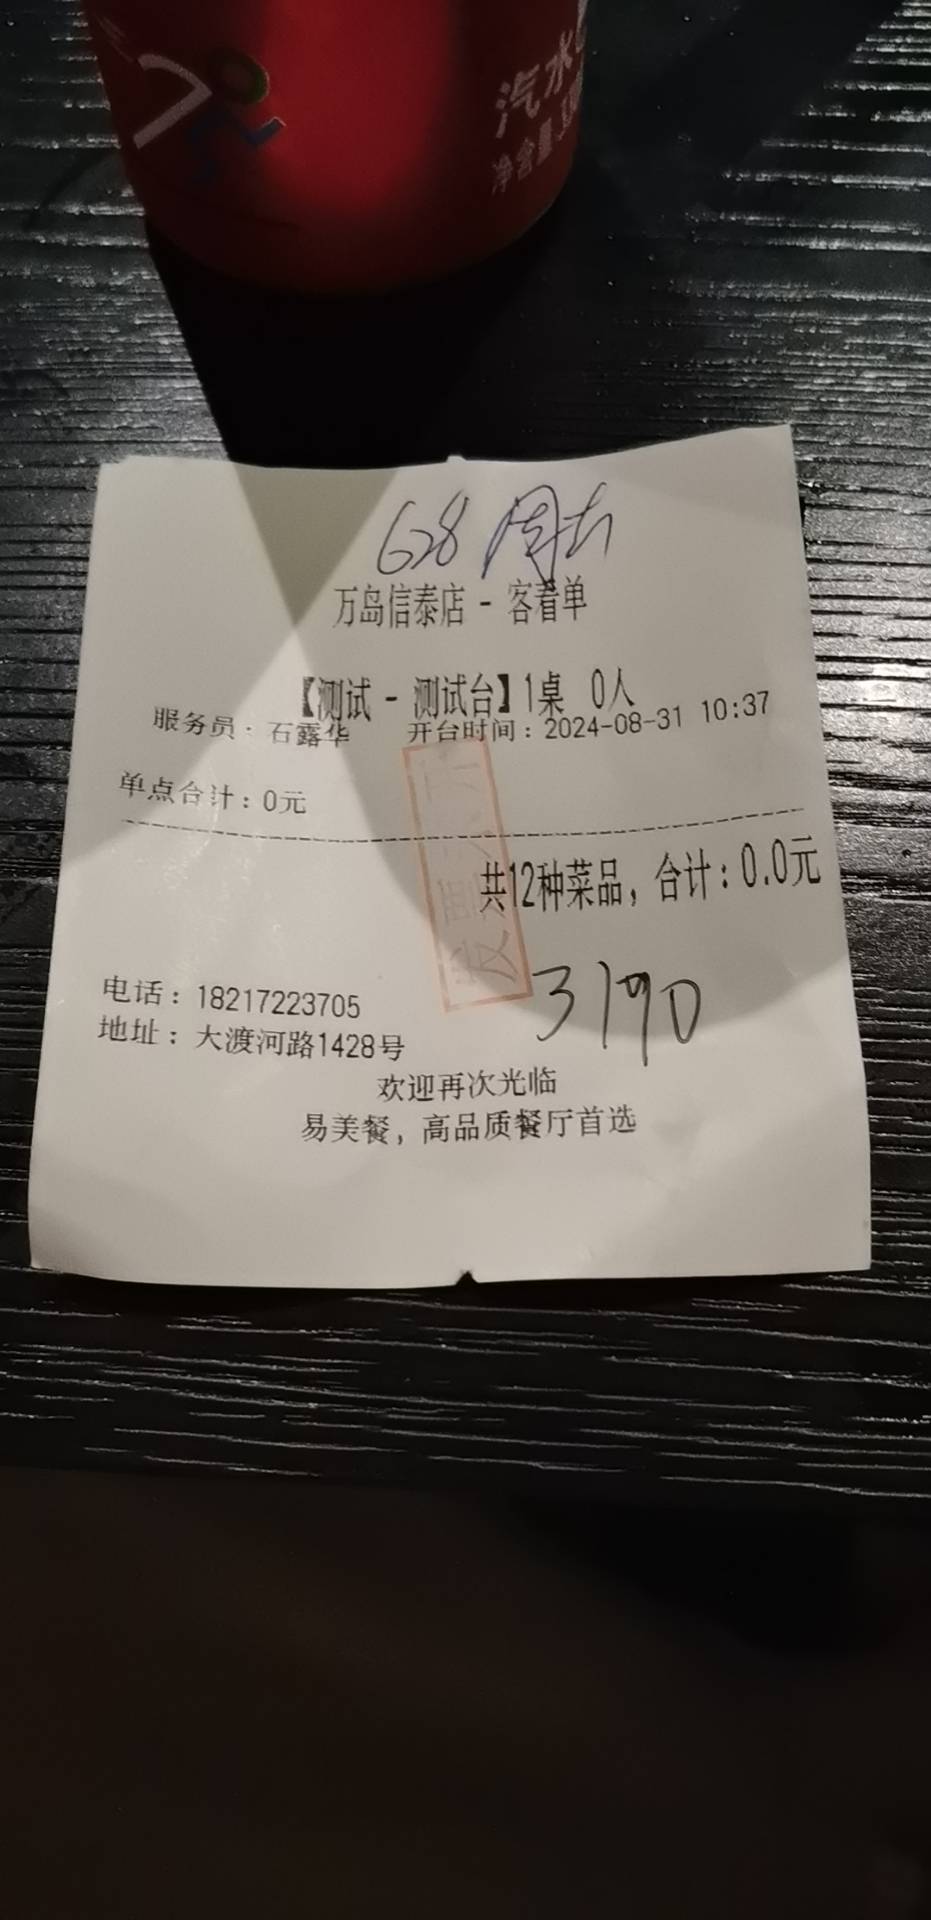 汽水
净含量
628
万岛信泰店 - 客看单
【测试 - 测试台】1桌 0人
服务员：石露华 开台时间：2024-08-31 10:37
单点合计：0元
共12种菜品，合计：0.0元
3190
电话：18217223705
地址：大渡河路1428号
欢迎再次光临
易美餐，高品质餐厅首选